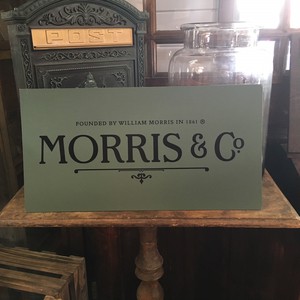 POST
FOUNDED BY WILLIAM MORRIS IN 1861 ®
MORRIS & Co